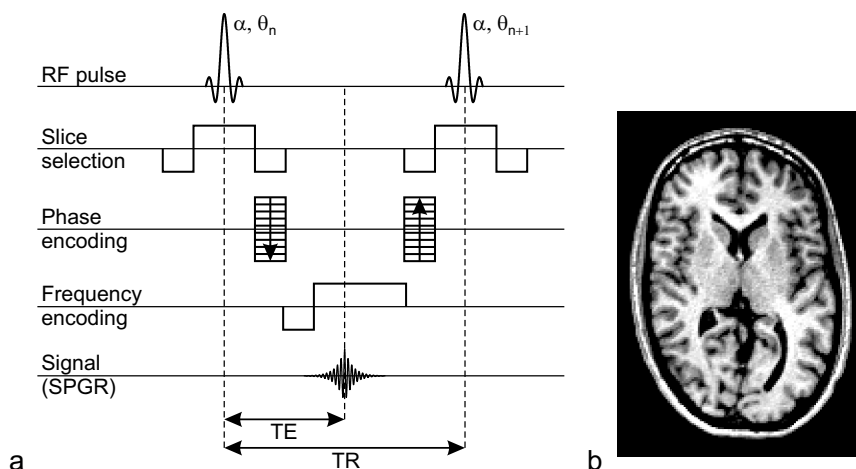 α, θn
α, θn+1
RF pulse
Slice
selection
Phase
encoding
Frequency
encoding
Signal
(SPGR)
TE
TR
a
b